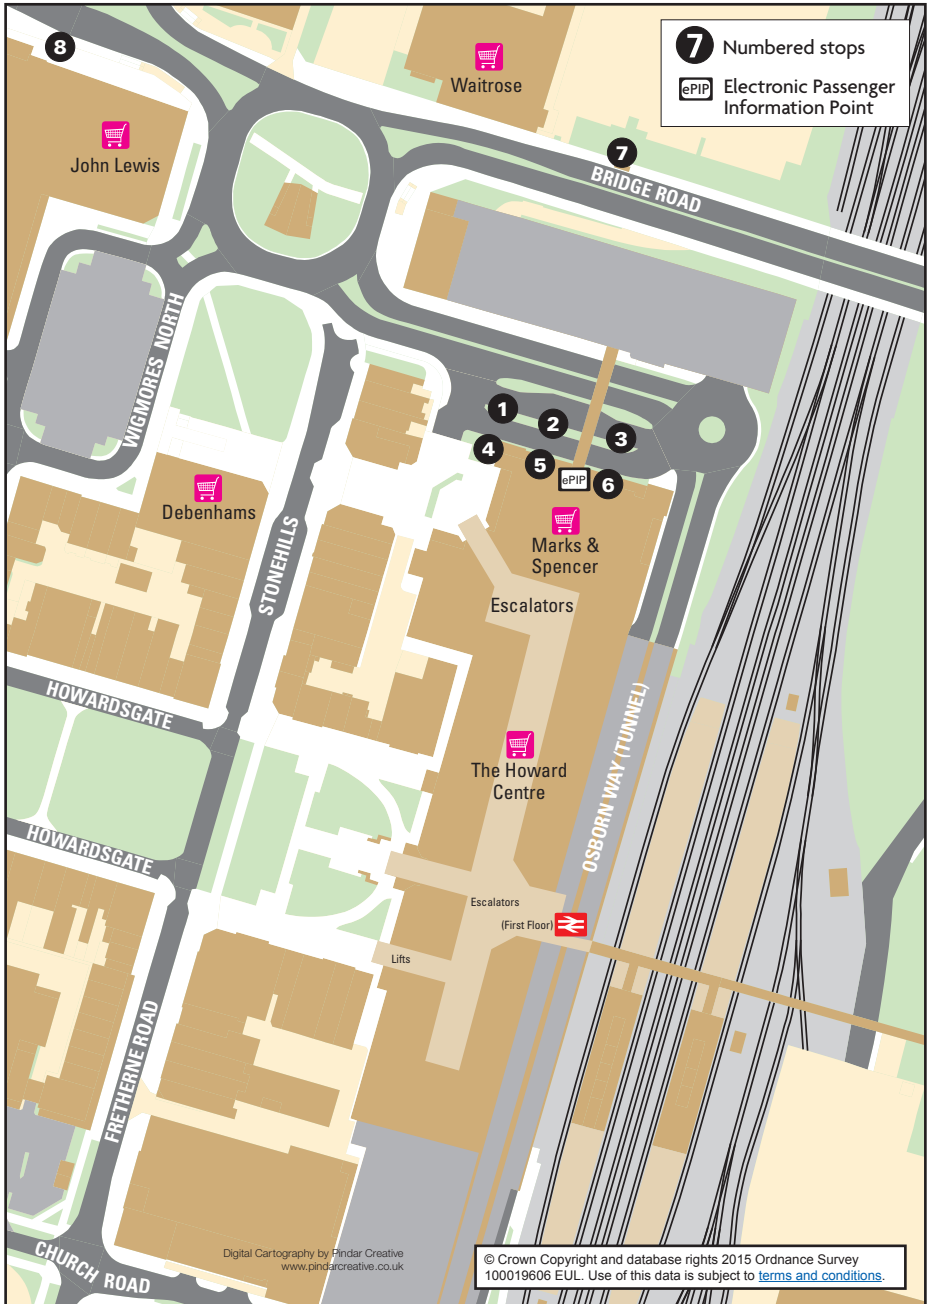 8
Waitrose
7 Numbered stops
ePIP Electronic Passenger
Information Point
John Lewis
7
BRIDGE ROAD
WIGMORES NORTH
1
2
3
4
5
ePIP
6
Debenhams
Marks &
Spencer
STONEHILLS
Escalators
HOWARDSGATE
OSBORN WAY (TUNNEL)
The Howard
Centre
HOWARDSGATE
Escalators
(First Floor)
Lifts
FRETHERNE ROAD
CHURCH ROAD
Digital Cartography by Pindar Creative
www.pindarcreative.co.uk
© Crown Copyright and database rights 2015 Ordnance Survey
100019606 EUL. Use of this data is subject to terms and conditions.